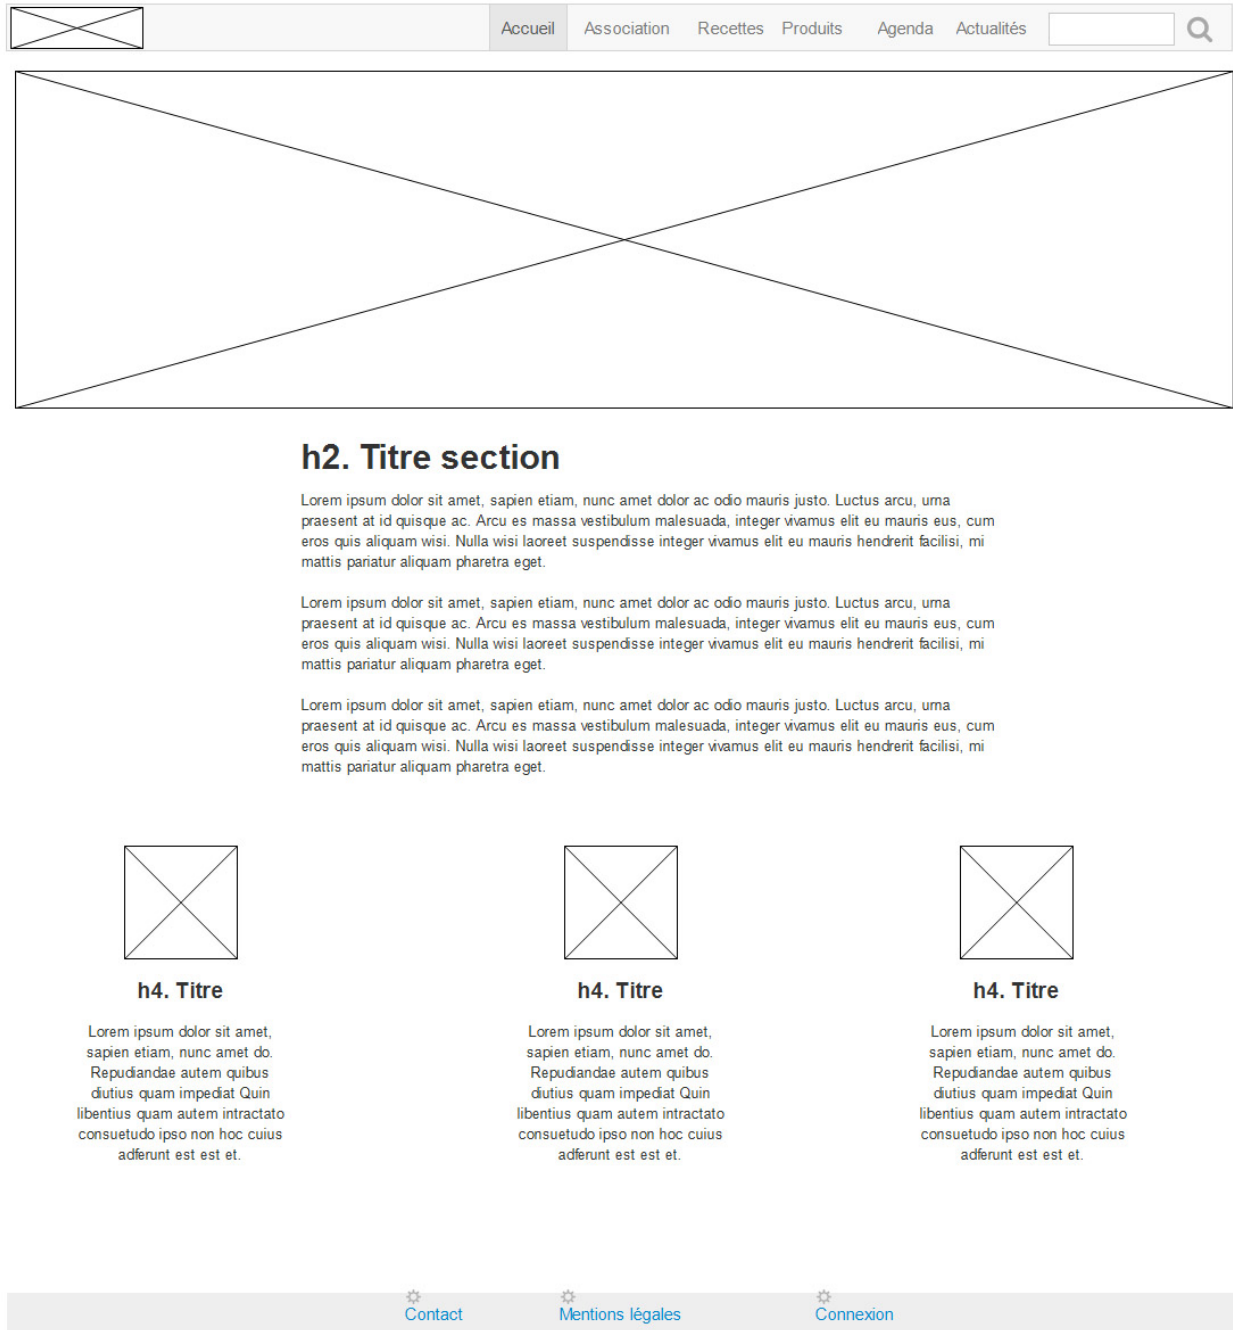 Accueil Association Recettes Produits Agenda Actualités
h2. Titre section
Lorem ipsum dolor sit amet, sapien etiam, nunc amet dolor ac odio mauris justo. Luctus arcu, urna
praesent at id quisque ac. Arcu es massa vestibulum malesuada, integer vivamus elit eu mauris eus, cum
eros quis aliquam wisi. Nulla wisi laoreet suspendisse integer vivamus elit eu mauris hendrerit facilisi, mi
mattis pariatur aliquam pharetra eget.
Lorem ipsum dolor sit amet, sapien etiam, nunc amet dolor ac odio mauris justo. Luctus arcu, urna
praesent at id quisque ac. Arcu es massa vestibulum malesuada, integer vivamus elit eu mauris eus, cum
eros quis aliquam wisi. Nulla wisi laoreet suspendisse integer vivamus elit eu mauris hendrerit facilisi, mi
mattis pariatur aliquam pharetra eget.
Lorem ipsum dolor sit amet, sapien etiam, nunc amet dolor ac odio mauris justo. Luctus arcu, urna
praesent at id quisque ac. Arcu es massa vestibulum malesuada, integer vivamus elit eu mauris eus, cum
eros quis aliquam wisi. Nulla wisi laoreet suspendisse integer vivamus elit eu mauris hendrerit facilisi, mi
mattis pariatur aliquam pharetra eget.
h4. Titre
Lorem ipsum dolor sit amet,
sapien etiam, nunc amet do.
Repudiandae autem quibus
diutius quam impediat Quin
libentius quam autem intractato
consuetudo ipso non hoc cuius
adferunt est est et.
h4. Titre
Lorem ipsum dolor sit amet,
sapien etiam, nunc amet do.
Repudiandae autem quibus
diutius quam impediat Quin
libentius quam autem intractato
consuetudo ipso non hoc cuius
adferunt est est et.
h4. Titre
Lorem ipsum dolor sit amet,
sapien etiam, nunc amet do.
Repudiandae autem quibus
diutius quam impediat Quin
libentius quam autem intractato
consuetudo ipso non hoc cuius
adferunt est est et.
Contact Mentions légales Connexion